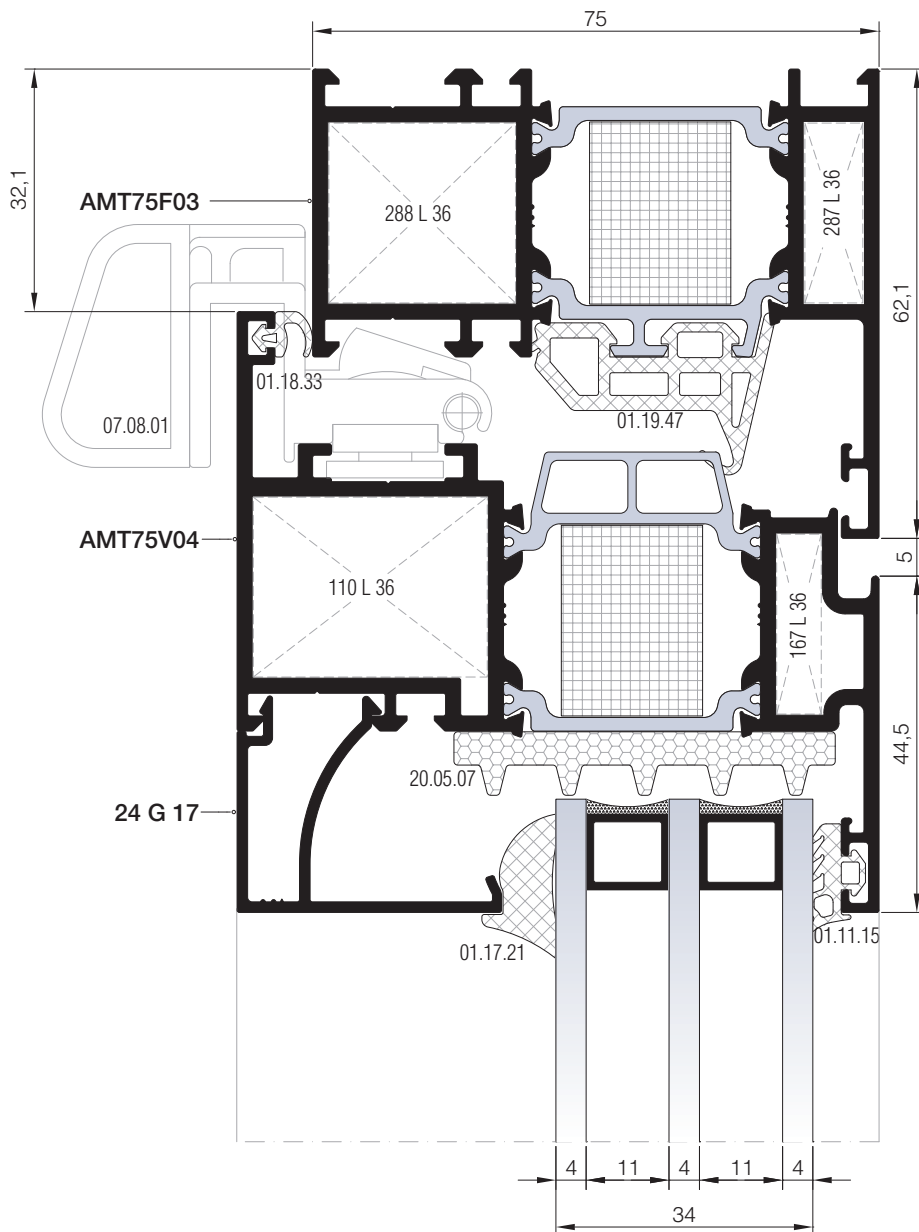 75
32,1
AMT75F03
288 L 36
287 L 36
62,1
01.18.33
07.08.01
01.19.47
AMT75V04
5
110 L 36
167 L 36
44,5
20.05.07
24 G 17
01.17.21
01.11.15
4 11 4 11 4
34